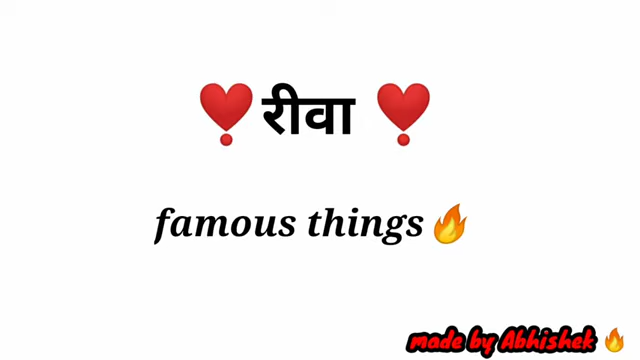 ❣️रीवा ❣️
famous things🔥
made by Abhishek 🔥